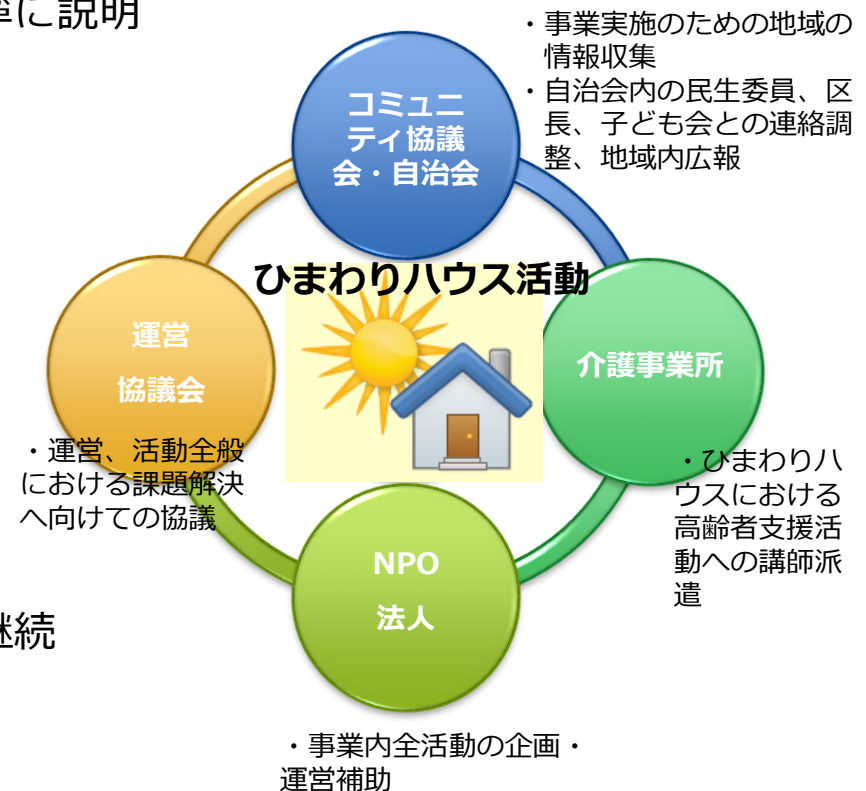 寧に説明
・事業実施のための地域の
情報収集
・自治会内の民生委員、区
長、子ども会との連絡調
整、地域内広報
コミュニ
ティ協議
会・自治会
ひまわりハウス活動
運営
協議会
介護事業所
・運営、活動全般
における課題解決
へ向けての協議
・ひまわりハ
ウスにおける
高齢者支援活
動への講師派
遣
NPO
法人
継続
・事業内全活動の企画・
運営補助